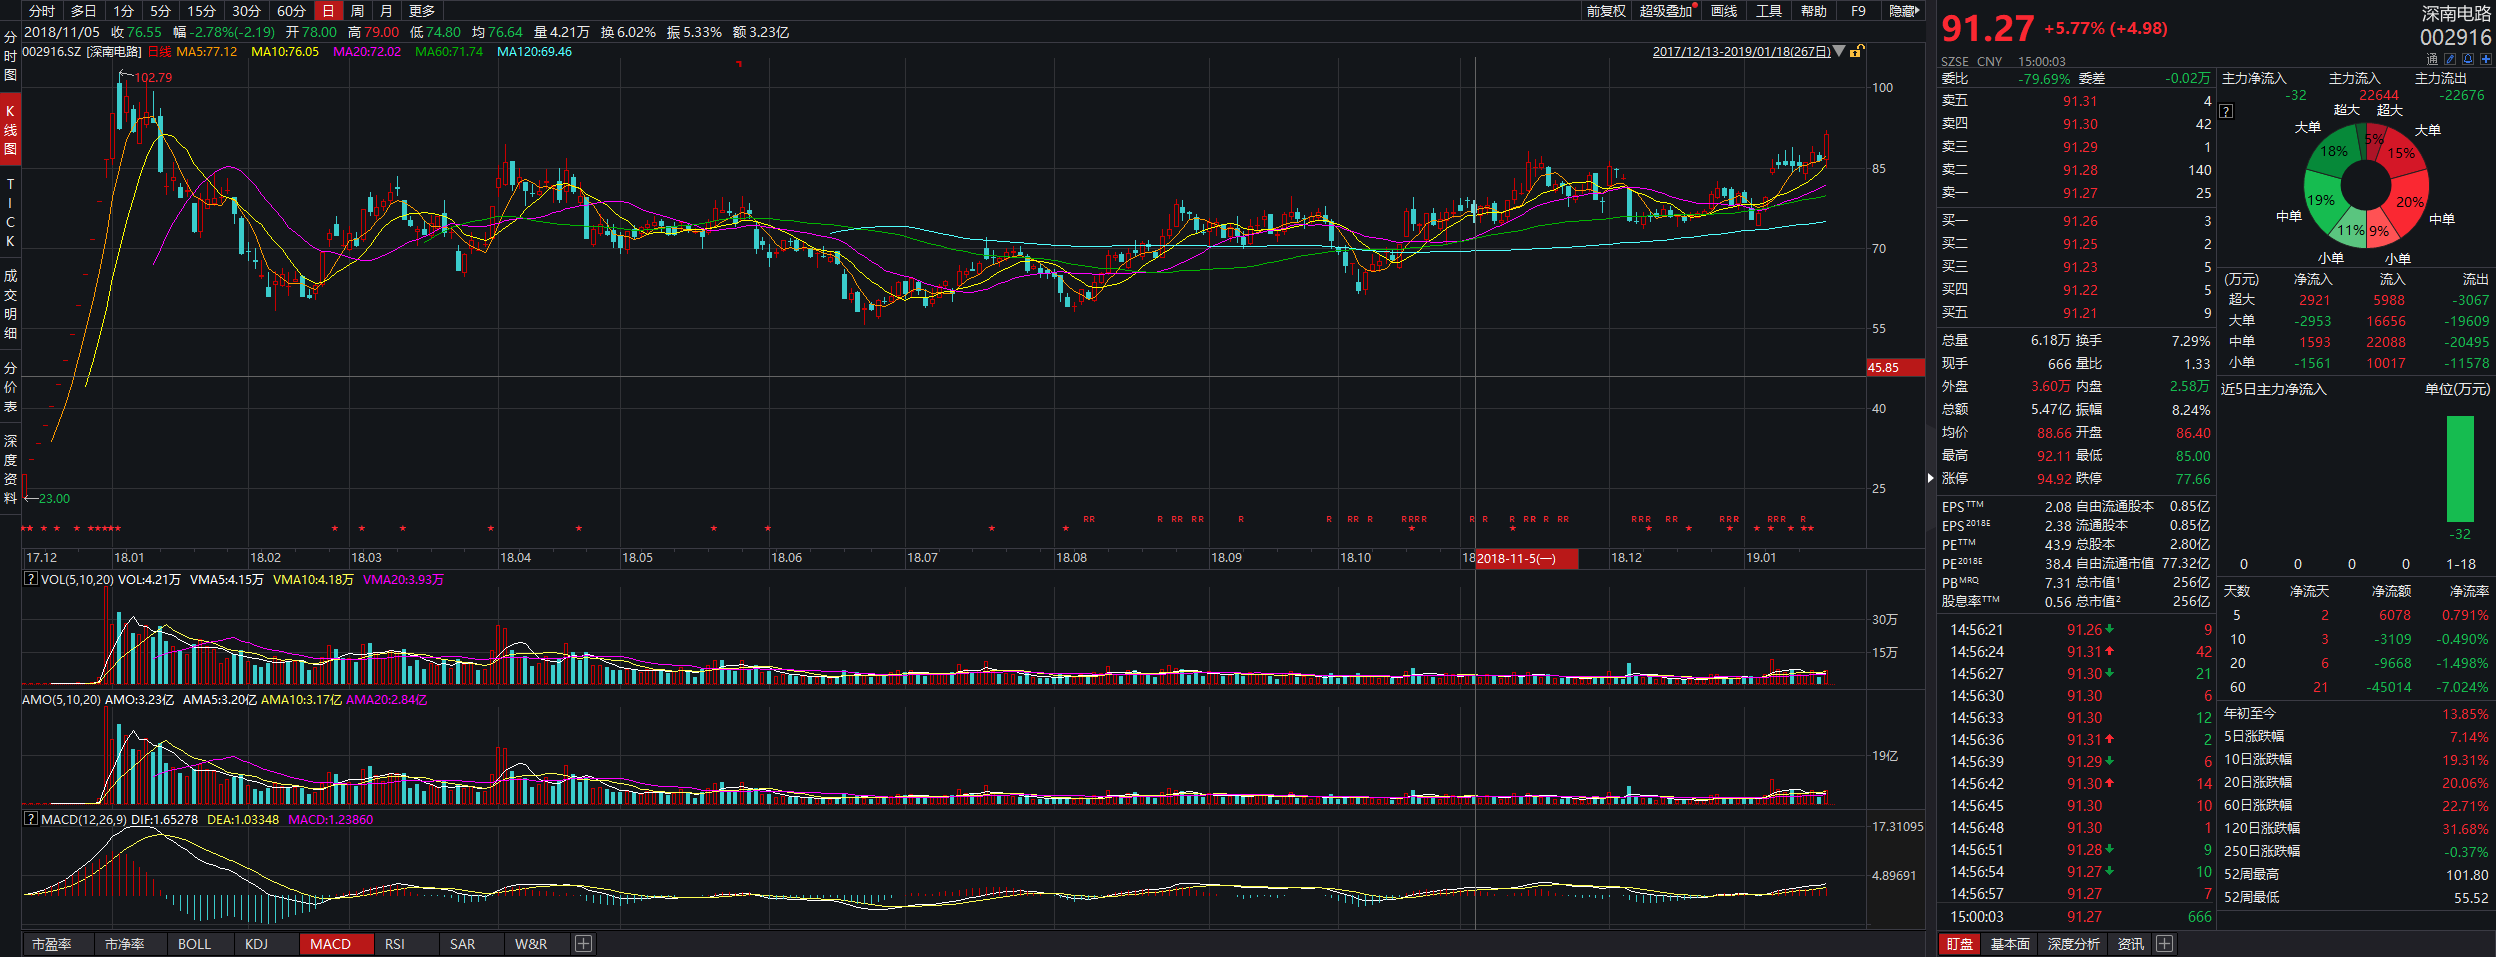 分时 多日 1分 5分 15分 30分 60分 日 周 月 更多 前复权 超级叠加 画线 工具 帮助 F9 隐藏
2018/11/05 收 76.55 幅 -2.78%(-2.19) 开 78.00 高 79.00 低 74.80 均 76.64 量 4.21万 换 6.02% 振 5.33% 额 3.23亿
002916.SZ [深南电路] 日线 MA5:77.12 MA10:76.05 MA20:72.02 MA60:71.74 MA120:69.46 2017/12/13-2019/01/18(267日)
分时图
K线图
TICK
成交明细
分价表
深度资料
102.79
23.00
100
85
70
55
45.85
40
25
R R R R R R R R R R R R R R R R R R R R R R R R R R R R R R R R R R R R R R
17.12 18.01 18.02 18.03 18.04 18.05 18.06 18.07 18.08 18.09 18.10 18 2018-11-5(一) 18.12 19.01
? VOL(5,10,20) VOL:4.21万 VMA5:4.15万 VMA10:4.18万 VMA20:3.93万
30万
15万
AMO(5,10,20) AMO:3.23亿 AMA5:3.20亿 AMA10:3.17亿 AMA20:2.84亿
19亿
? MACD(12,26,9) DIF:1.65278 DEA:1.03348 MACD:1.23860
17.31095
4.89691
市盈率 市净率 BOLL KDJ MACD RSI SAR W&R
91.27 +5.77% (+4.98)
深南电路
002916
SZSE CNY 15:00:03 通
委比 -79.69% 委差 -0.02万
卖五 91.31 4
卖四 91.30 42
卖三 91.29 1
卖二 91.28 140
卖一 91.27 25
买一 91.26 3
买二 91.25 2
买三 91.23 5
买四 91.22 5
买五 91.21 9
总量 6.18万 换手 7.29%
现手 666 量比 1.33
外盘 3.60万 内盘 2.58万
总额 5.47亿 振幅 8.24%
均价 88.66 开盘 86.40
最高 92.11 最低 85.00
涨停 94.92 跌停 77.66
EPS TTM 2.08 自由流通股本 0.85亿
EPS 2018E 2.38 流通股本 0.85亿
PE TTM 43.9 总股本 2.80亿
PE 2018E 38.4 自由流通市值 77.32亿
PB MRQ 7.31 总市值¹ 256亿
股息率 TTM 0.56 总市值² 256亿
14:56:21 91.26 9
14:56:24 91.31 42
14:56:27 91.30 21
14:56:30 91.30 6
14:56:33 91.30 12
14:56:36 91.31 2
14:56:39 91.29 6
14:56:42 91.30 14
14:56:45 91.30 10
14:56:48 91.30 1
14:56:51 91.28 9
14:56:54 91.27 10
14:56:57 91.27 7
15:00:03 91.27 666
盯盘 基本面 深度分析 资讯
主力净流入 主力流入 主力流出
-32 22644 -22676
?
超大 超大
大单 大单
5%
18% 15%
19% 20%
中单 中单
11% 9%
小单 小单
(万元) 净流入 流入 流出
超大 2921 5988 -3067
大单 -2953 16656 -19609
中单 1593 22088 -20495
小单 -1561 10017 -11578
近5日主力净流入 单位(万元)
-32
0 0 0 0 1-18
天数 净流天 净流额 净流率
5 2 6078 0.791%
10 3 -3109 -0.490%
20 6 -9668 -1.498%
60 21 -45014 -7.024%
年初至今 13.85%
5日涨跌幅 7.14%
10日涨跌幅 19.31%
20日涨跌幅 20.06%
60日涨跌幅 22.71%
120日涨跌幅 31.68%
250日涨跌幅 -0.37%
52周最高 101.80
52周最低 55.52